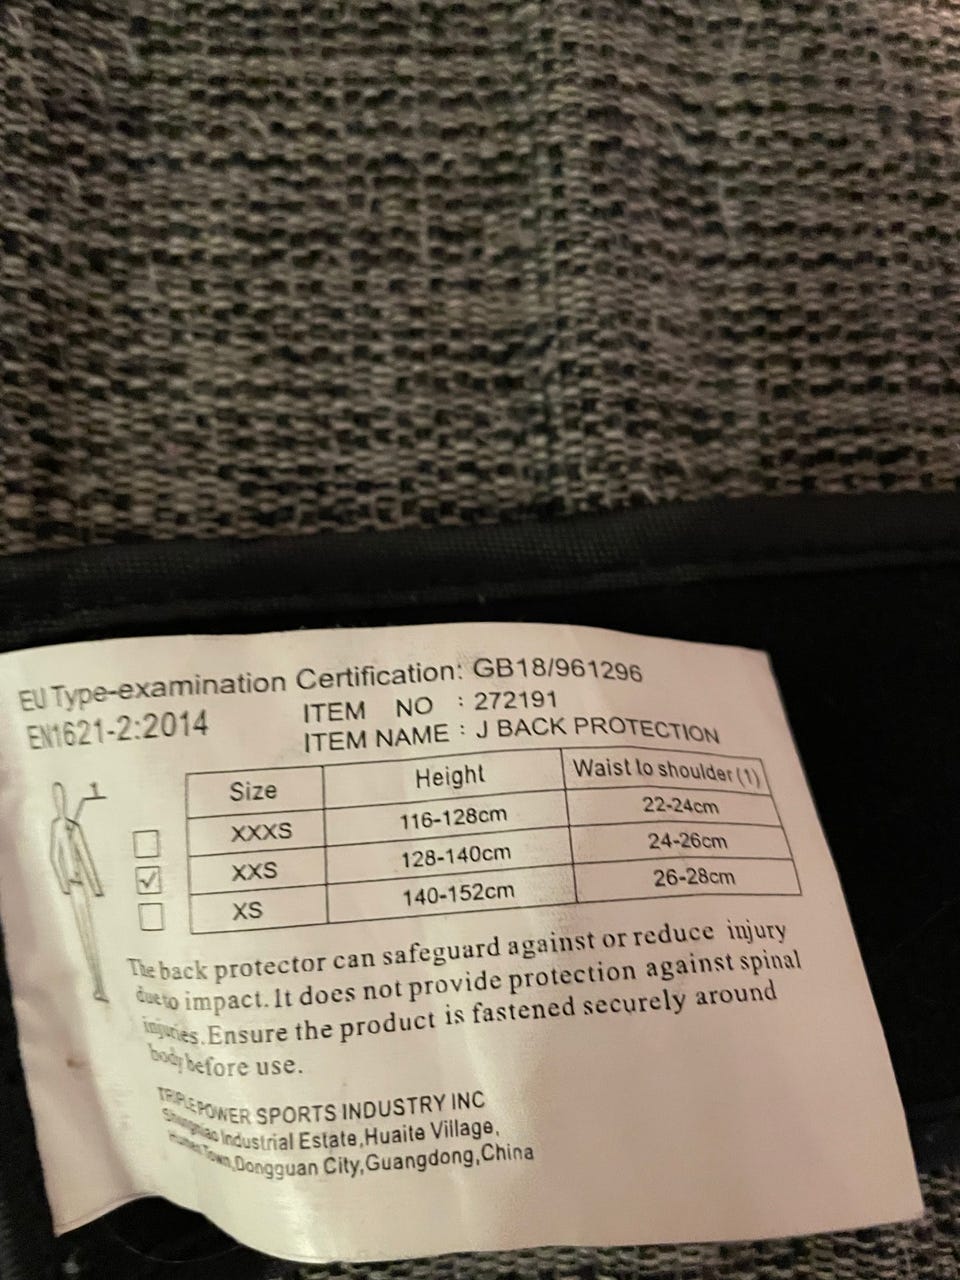 EU Type-examination Certification: GB18/961296
EN1621-2:2014
ITEM NO : 272191
ITEM NAME : J BACK PROTECTION
1
Size Height Waist to shoulder (1)
XXXS 116-128cm 22-24cm
XXS 128-140cm 24-26cm
XS 140-152cm 26-28cm
The back protector can safeguard against or reduce injury
due to impact. It does not provide protection against spinal
injuries. Ensure the product is fastened securely around
body before use.
TRIPLE POWER SPORTS INDUSTRY INC
Industrial Estate, Huaite Village,
Town, Dongguan City, Guangdong, China